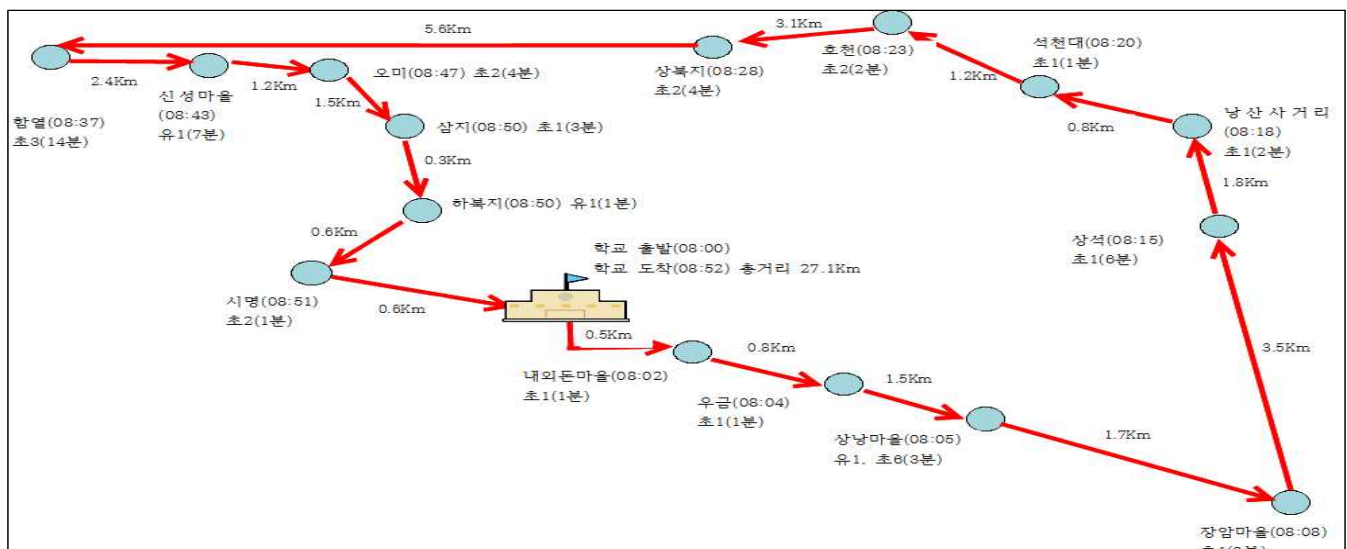 5.6Km
3.1Km
호천(08:23)
초2(2분)
석천대(08:20)
초1(1분)
상북지(08:28)
초2(4분)
1.2Km
2.4Km
1.2Km
오미(08:47) 초2(4분)
신성마을
(08:43)
유1(7분)
함열(08:37)
초3(14분)
1.5Km
삼지(08:50) 초1(3분)
0.8Km
낭산사거리
(08:18)
초1(2분)
0.3Km
1.8Km
하북지(08:50) 유1(1분)
0.6Km
상석(08:15)
초1(6분)
학교 출발(08:00)
학교 도착(08:52) 총거리 27.1Km
시명(08:51)
초2(1분)
0.6Km
0.5Km
0.8Km
3.5Km
내외돈마을(08:02)
초1(1분)
1.5Km
우금(08:04)
초1(1분)
상낭마을(08:05)
유1, 초6(3분)
1.7Km
장암마을(08:08)